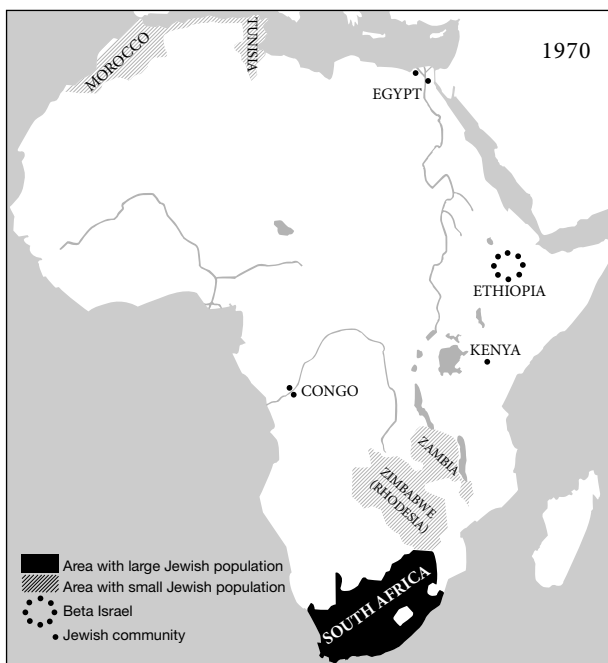 1970
MOROCCO
TUNISIA
EGYPT
ETHIOPIA
KENYA
CONGO
ZAMBIA
ZIMBABWE
(RHODESIA)
SOUTH AFRICA
Area with large Jewish population
Area with small Jewish population
Beta Israel
Jewish community